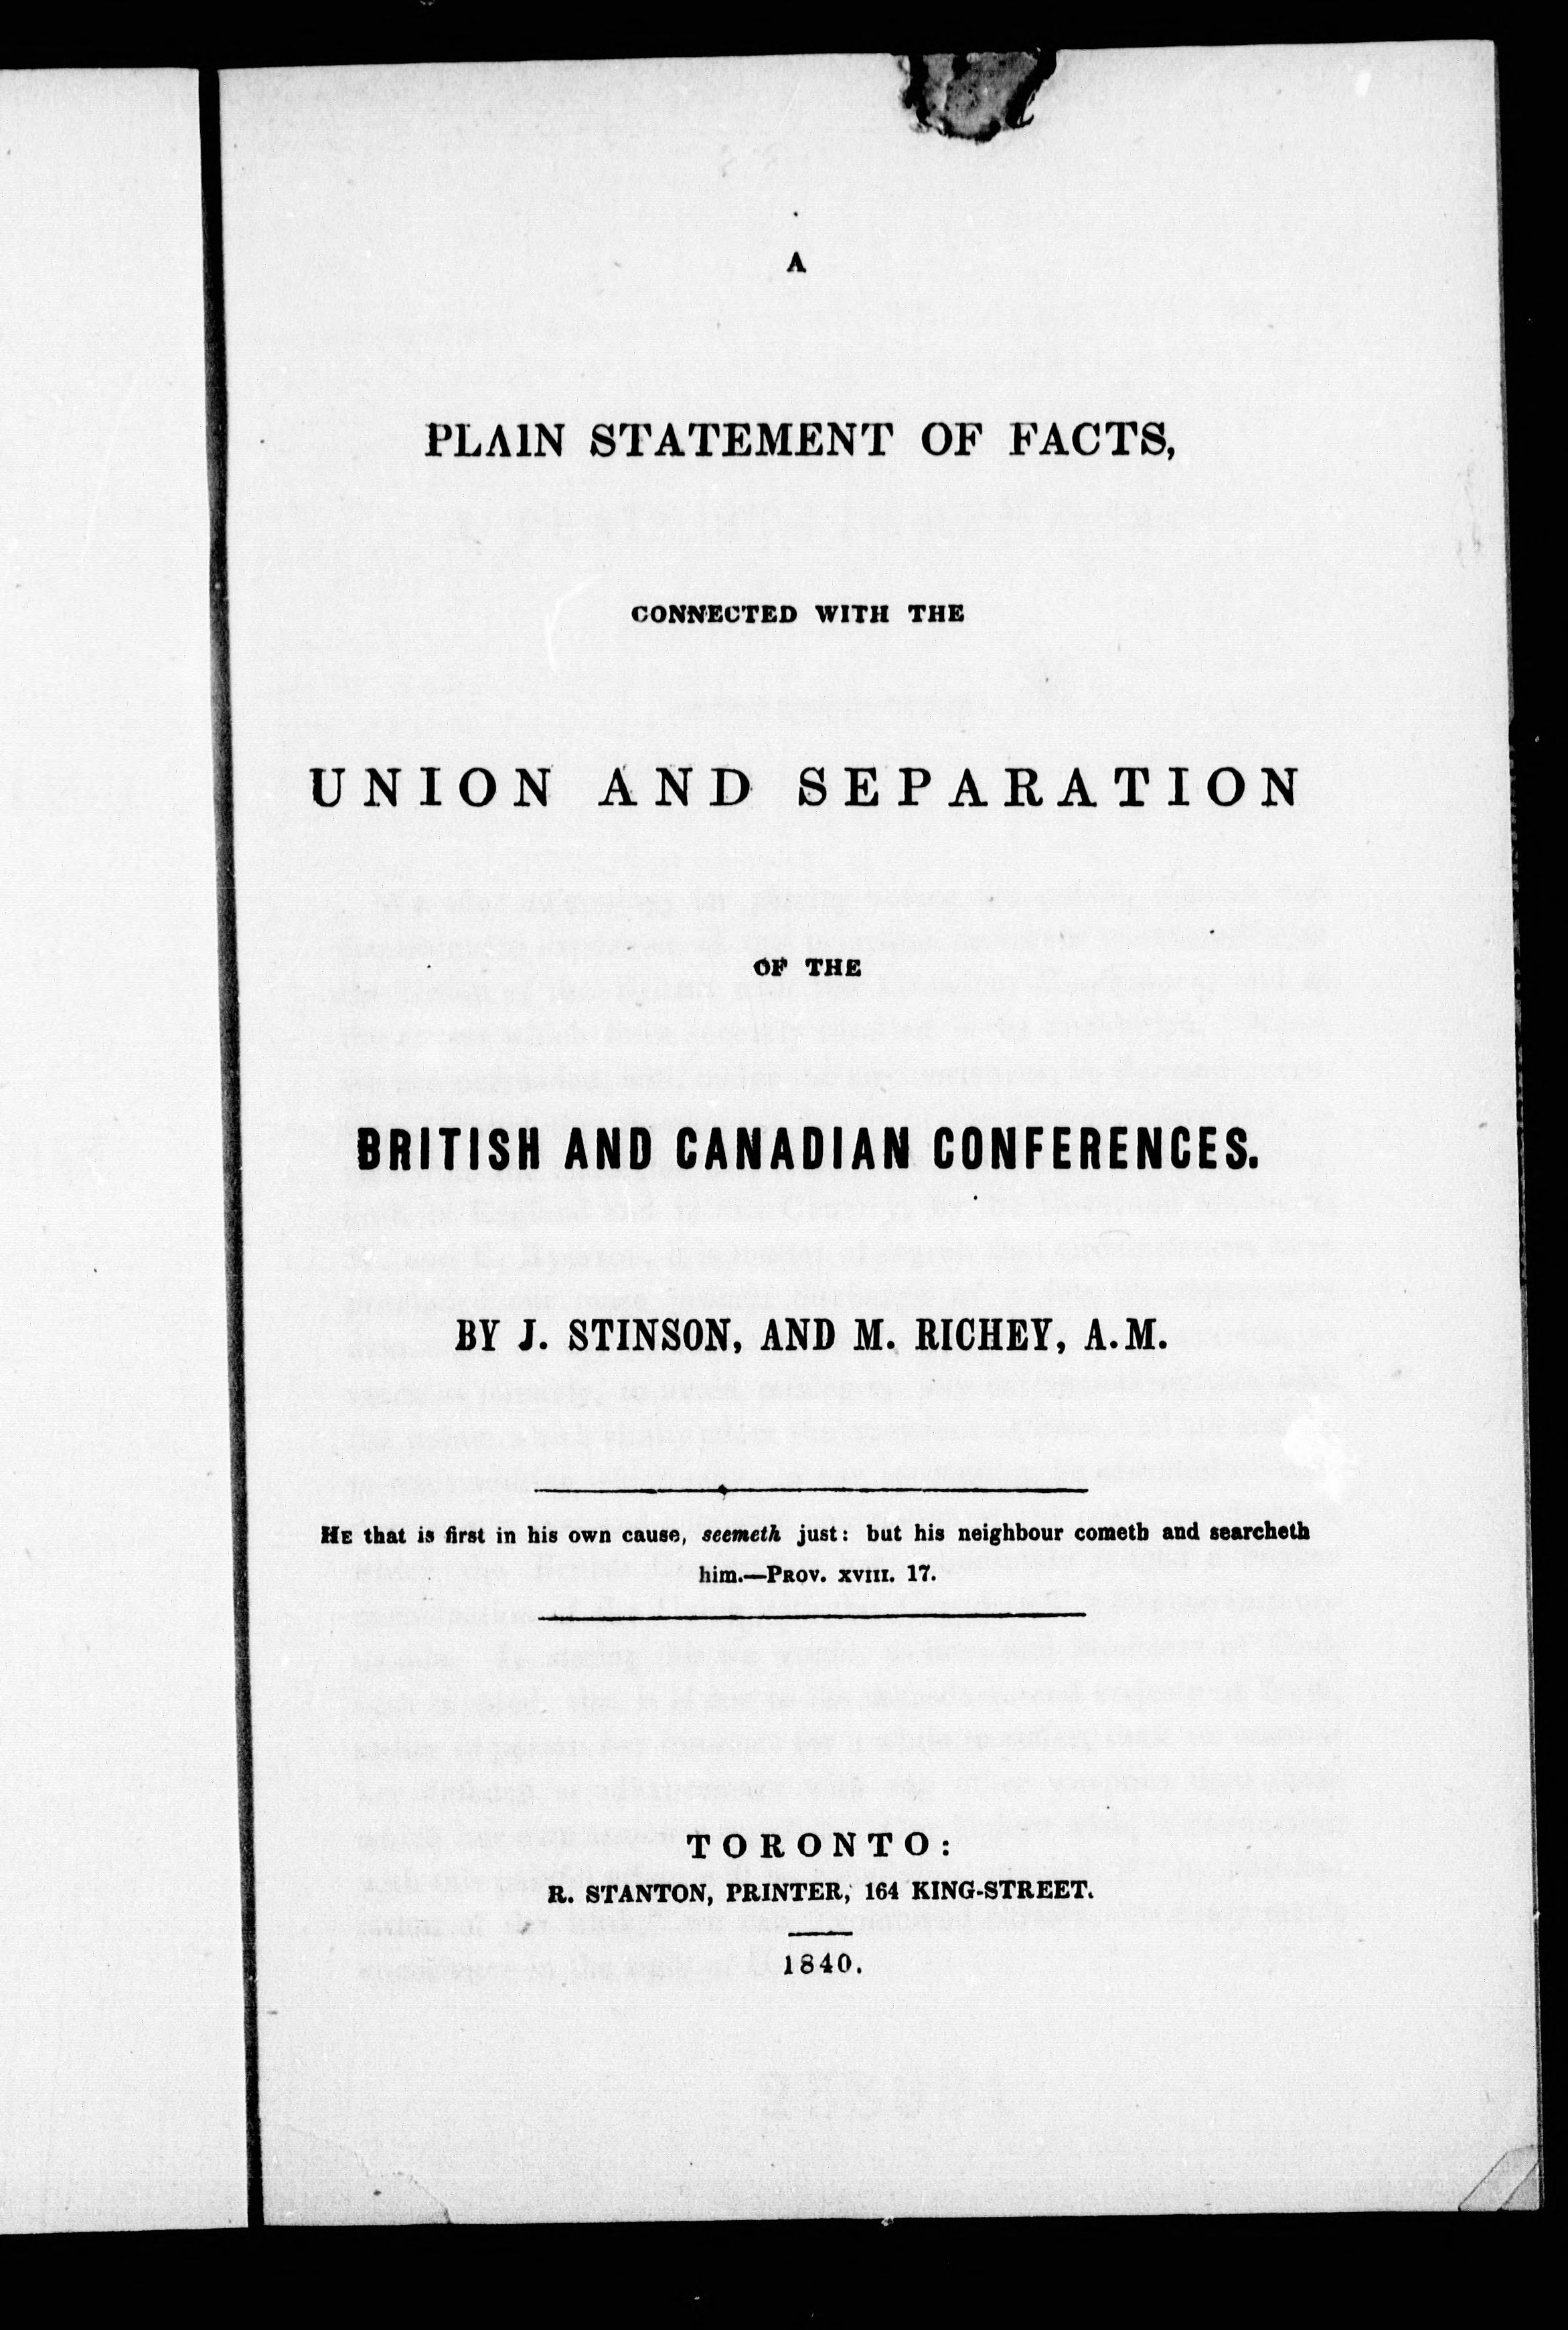 A
PLAIN STATEMENT OF FACTS,
CONNECTED WITH THE
UNION AND SEPARATION
OF THE
BRITISH AND CANADIAN CONFERENCES.
BY J. STINSON, AND M. RICHEY, A.M.
HE that is first in his own cause, seemeth just: but his neighbour cometh and searcheth
him.—PROV. XVIII. 17.
TORONTO:
R. STANTON, PRINTER, 164 KING-STREET.
1840.